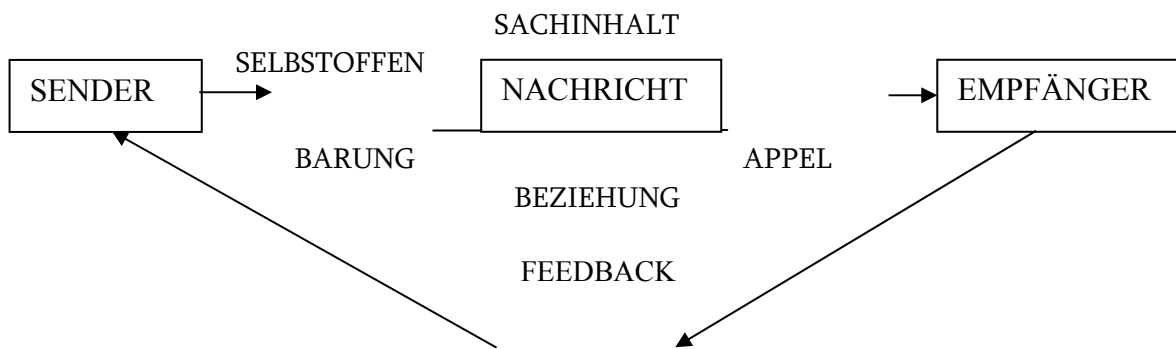 SACHINHALT
SELBSTOFFEN
SENDER
NACHRICHT
EMPFÄNGER
BARUNG
APPEL
BEZIEHUNG
FEEDBACK